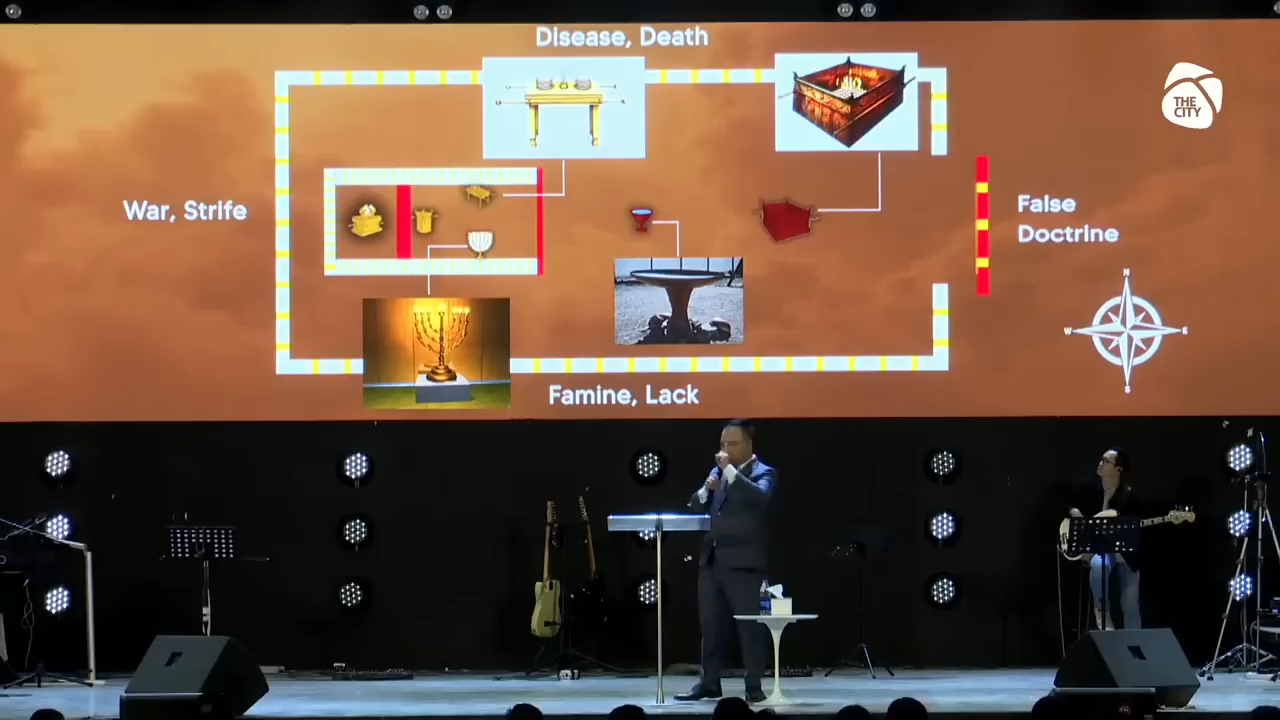 Disease, Death
THE
CITY
War, Strife
False
Doctrine
N
W
E
S
Famine, Lack